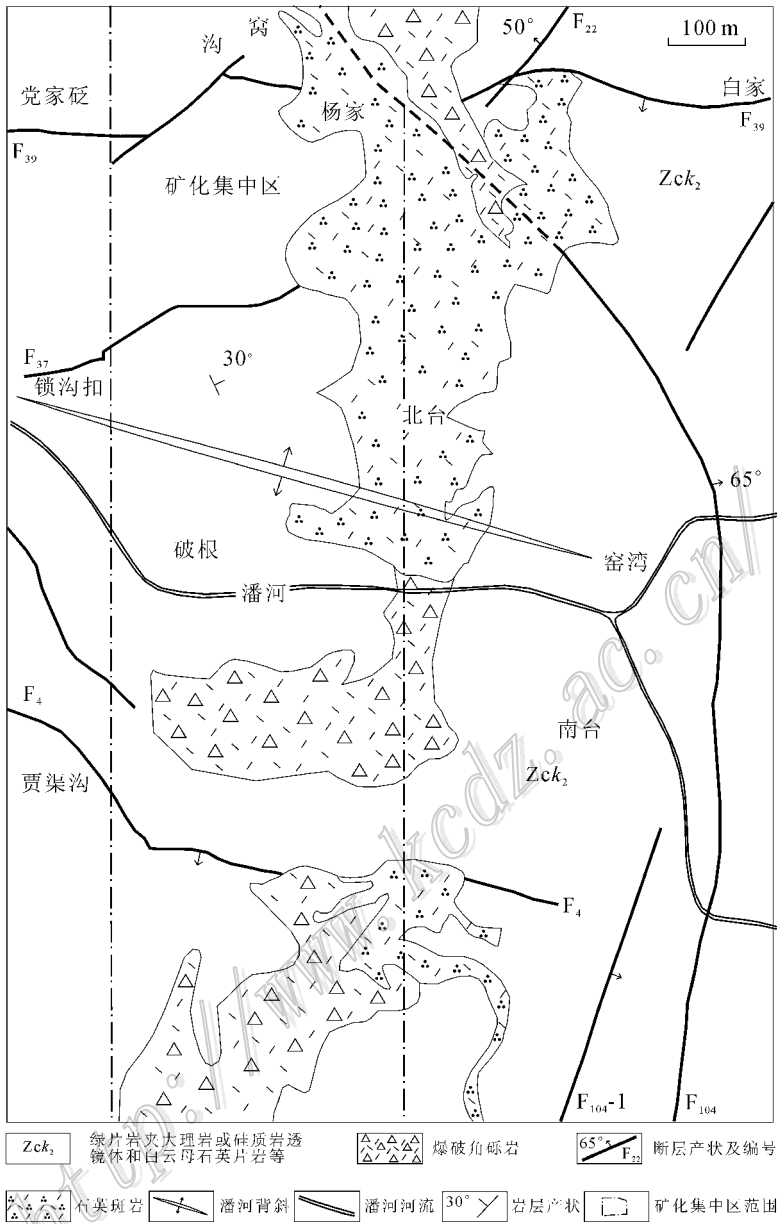 窝
50°
F22
100 m
沟
党家砭
杨家
白家
F39
F39
矿化集中区
Zck2
F37
30°
锁沟扣
北台
65°
破根
窑湾
潘河
F4
南台
贾渠沟
Zck2
F4
F104-1
F104
http://www.kcdz.ac.cn/
Zck2
绿片岩夹大理岩或硅质岩透
镜体和白云母石英片岩等
爆破角砾岩
65°
F22
断层产状及编号
石英斑岩
潘河背斜
潘河河流
30°
岩层产状
矿化集中区范围